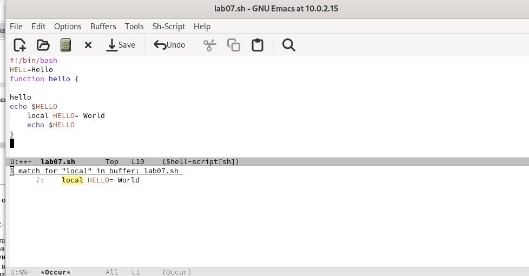 lab07.sh - GNU Emacs at 10.0.2.15
File Edit Options Buffers Tools Sh-Script Help
Save Undo
#!/bin/bash
HELL=Hello
function hello {
hello
echo $HELLO
local HELLO= World
echo $HELLO
}
U:**- lab07.sh Top L10 (Shell-script[sh])
1 match for "local" in buffer: lab07.sh
7: local HELLO= World
U:%%- *Occur* All L1 (Occur)